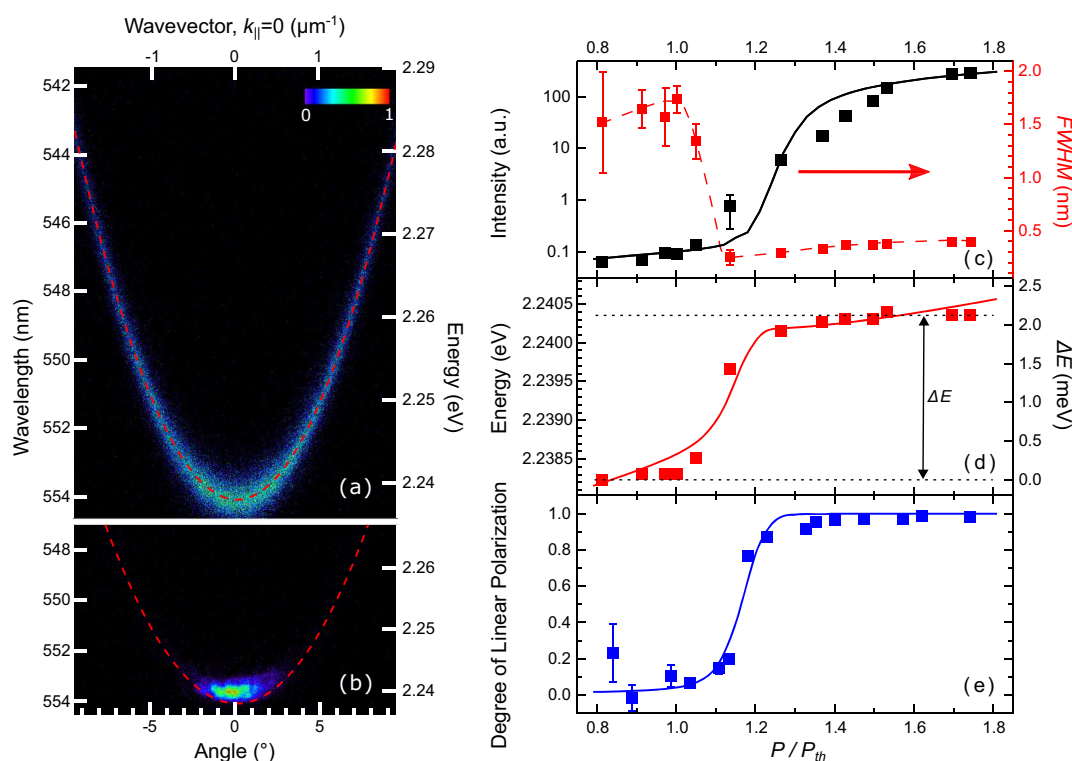 Wavevector, k||=0 (µm⁻¹)
-1 0 1
542
544
546
548
550
552
554
Wavelength (nm)
2.29
2.28
2.27
2.26
2.25
2.24
Energy (eV)
0 1
(a)
548
550
552
554
2.26
2.25
2.24
(b)
-5 0 5
Angle (°)
0.8 1.0 1.2 1.4 1.6 1.8
100
10
1
0.1
Intensity (a.u.)
2.0
1.5
1.0
0.5
FWHM (nm)
(c)
2.2405
2.2400
2.2395
2.2390
2.2385
Energy (eV)
2.5
2.0
1.5
1.0
0.5
0.0
ΔE (meV)
ΔE
(d)
1.0
0.8
0.6
0.4
0.2
0.0
Degree of Linear Polarization
(e)
0.8 1.0 1.2 1.4 1.6 1.8
P / Pth